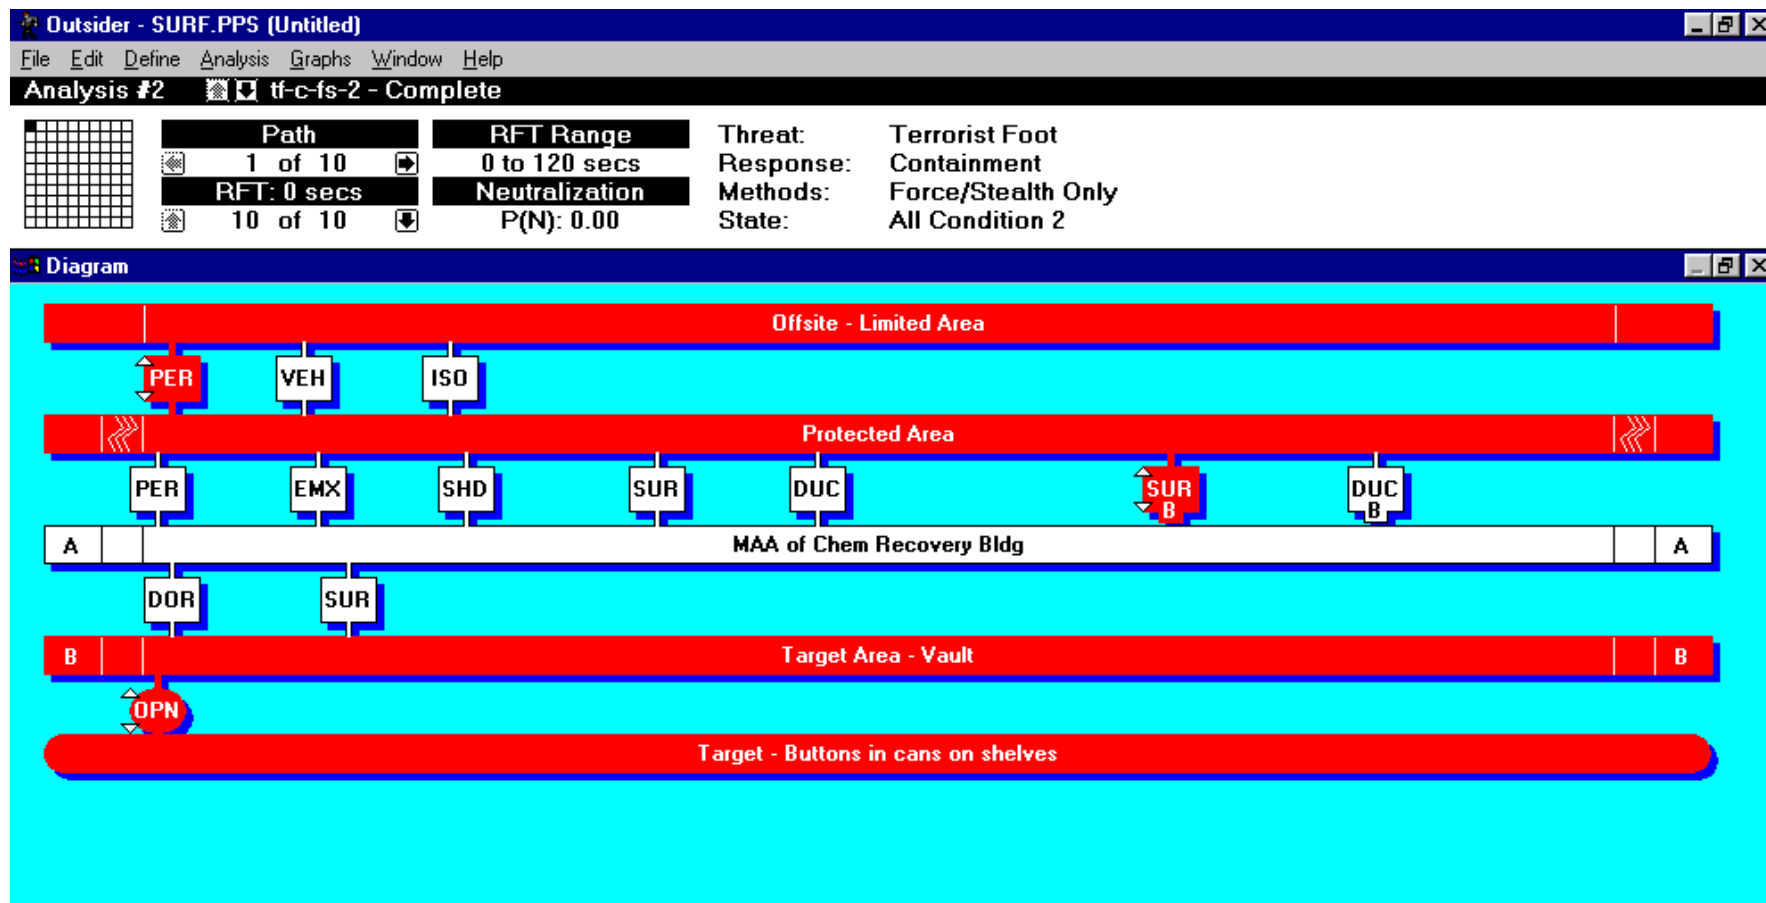 Outsider - SURF.PPS (Untitled)
File Edit Define Analysis Graphs Window Help
Analysis #2 tf-c-fs-2 - Complete
Path RFT Range Threat: Terrorist Foot
1 of 10 0 to 120 secs Response: Containment
RFT: 0 secs Neutralization Methods: Force/Stealth Only
10 of 10 P(N): 0.00 State: All Condition 2
Diagram
Offsite - Limited Area
PER VEH ISO
Protected Area
PER EMX SHD SUR DUC SUR DUC
B B
A MAA of Chem Recovery Bldg A
DOR SUR
B Target Area - Vault B
OPN
Target - Buttons in cans on shelves